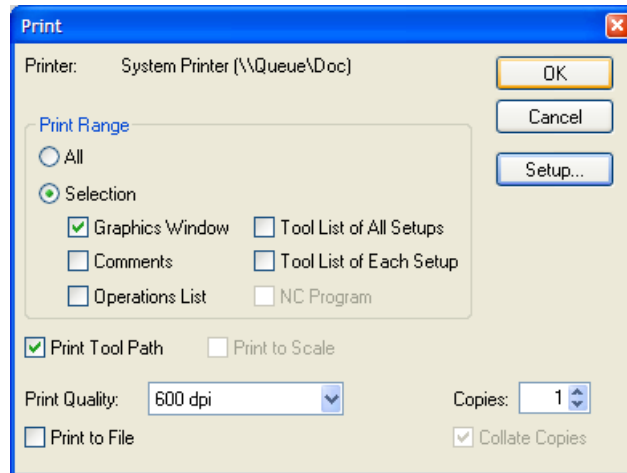 Print
Printer: System Printer (\\Queue\Doc)
OK
Print Range
Cancel
All
Setup...
Selection
Graphics Window Tool List of All Setups
Comments Tool List of Each Setup
Operations List NC Program
Print Tool Path Print to Scale
Print Quality: 600 dpi Copies: 1
Print to File Collate Copies